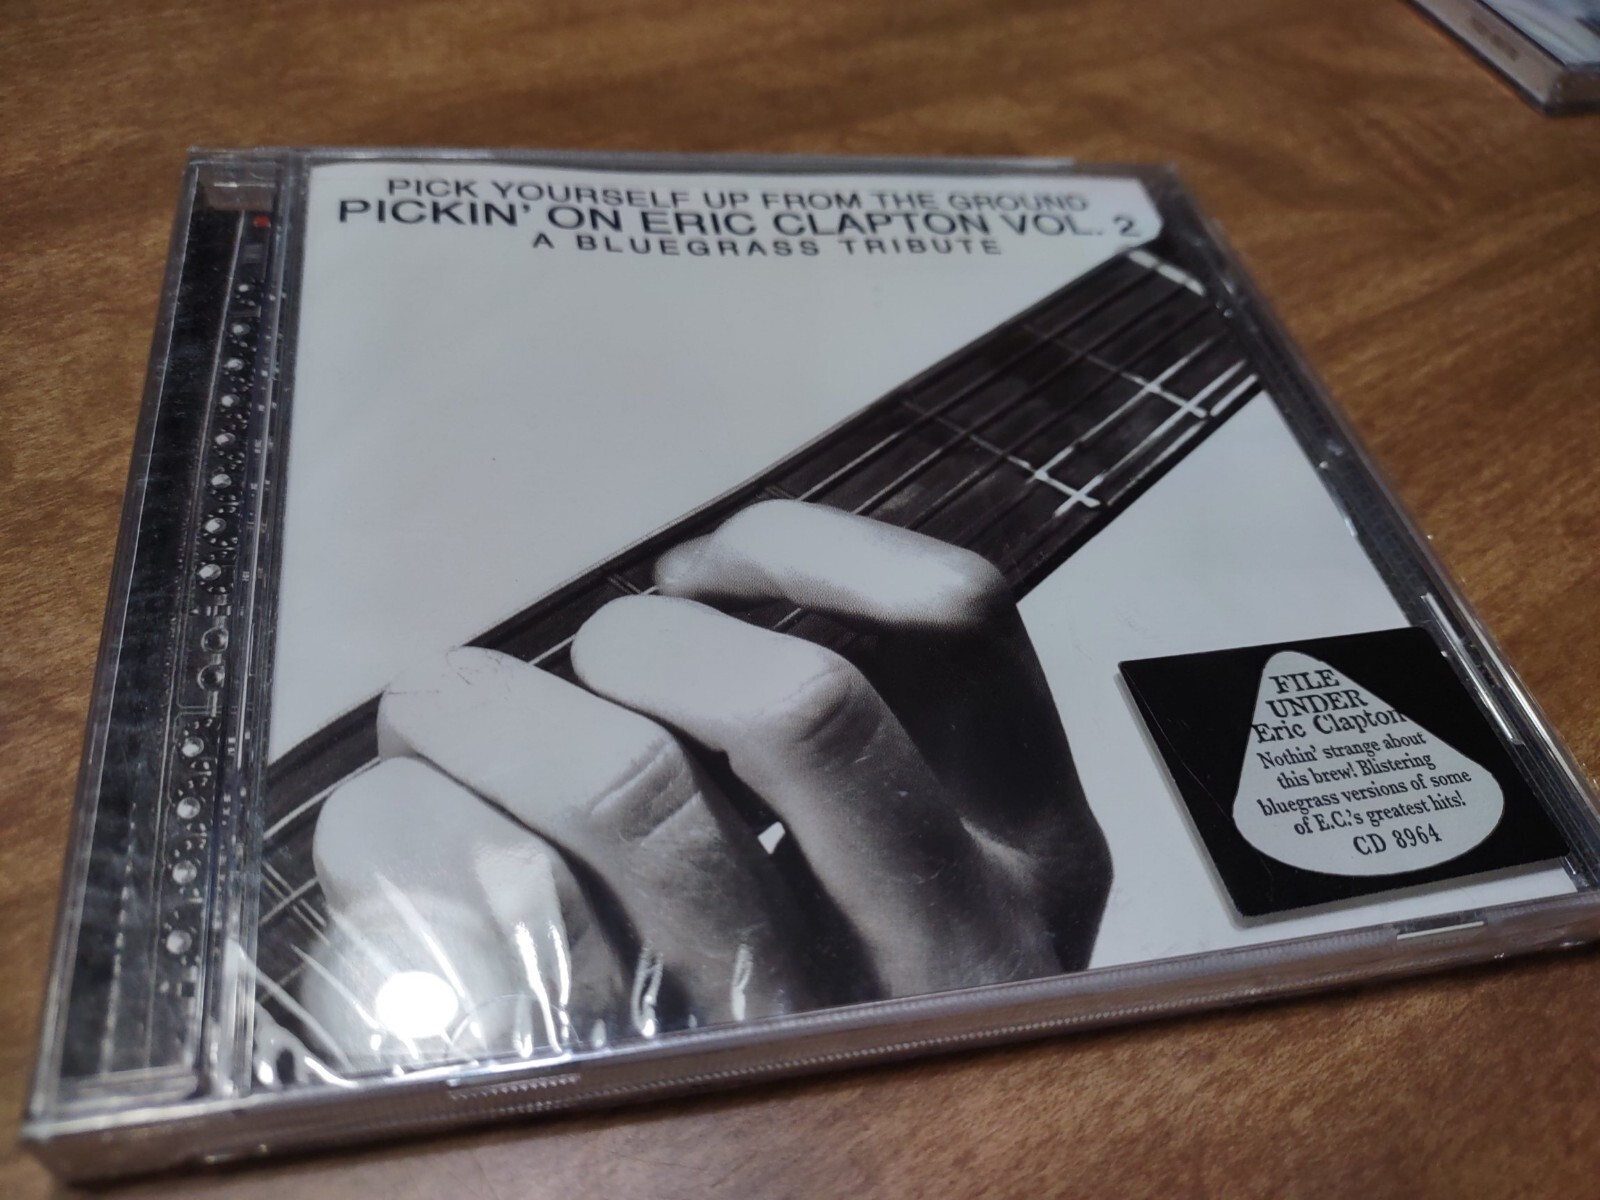 PICK YOURSELF UP FROM THE GROUND
PICKIN' ON ERIC CLAPTON VOL. 2
A BLUEGRASS TRIBUTE
FILE
UNDER
Eric Clapton
Nothin' strange about
this brew! Blistering
bluegrass versions of some
of E.C.'s greatest hits!
CD 8964